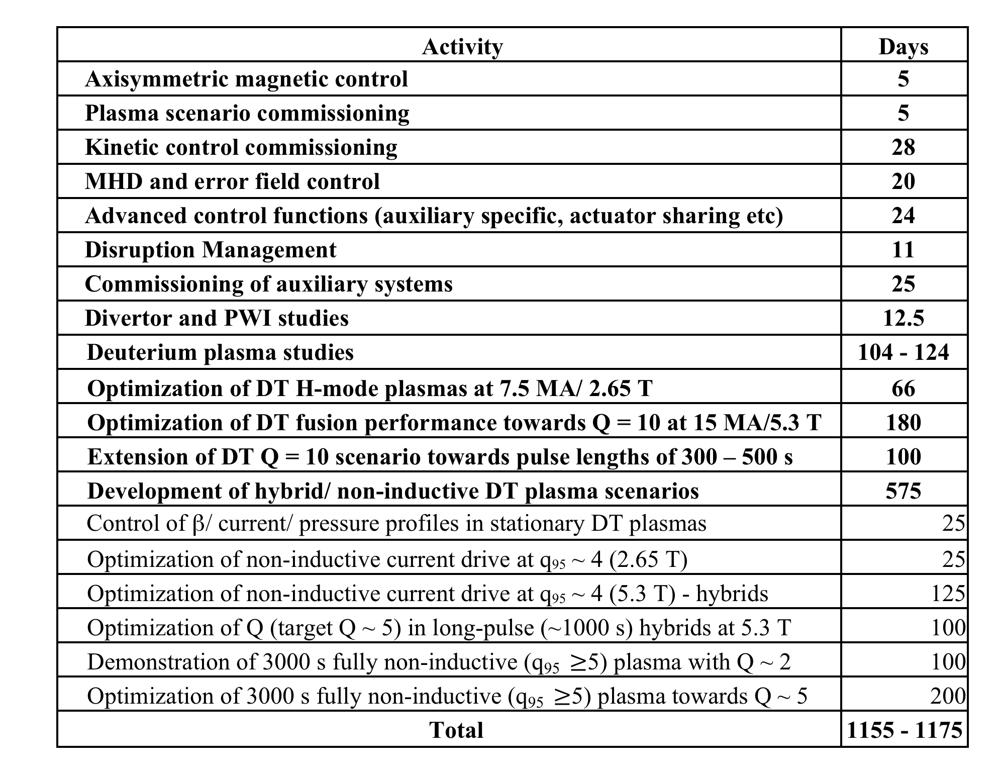 Activity Days
Axisymmetric magnetic control 5
Plasma scenario commissioning 5
Kinetic control commissioning 28
MHD and error field control 20
Advanced control functions (auxiliary specific, actuator sharing etc) 24
Disruption Management 11
Commissioning of auxiliary systems 25
Divertor and PWI studies 12.5
Deuterium plasma studies 104 - 124
Optimization of DT H-mode plasmas at 7.5 MA/ 2.65 T 66
Optimization of DT fusion performance towards Q = 10 at 15 MA/5.3 T 180
Extension of DT Q = 10 scenario towards pulse lengths of 300 – 500 s 100
Development of hybrid/ non-inductive DT plasma scenarios 575
Control of β/ current/ pressure profiles in stationary DT plasmas 25
Optimization of non-inductive current drive at q95 ~ 4 (2.65 T) 25
Optimization of non-inductive current drive at q95 ~ 4 (5.3 T) - hybrids 125
Optimization of Q (target Q ~ 5) in long-pulse (~1000 s) hybrids at 5.3 T 100
Demonstration of 3000 s fully non-inductive (q95 ≥5) plasma with Q ~ 2 100
Optimization of 3000 s fully non-inductive (q95 ≥5) plasma towards Q ~ 5 200
Total 1155 - 1175